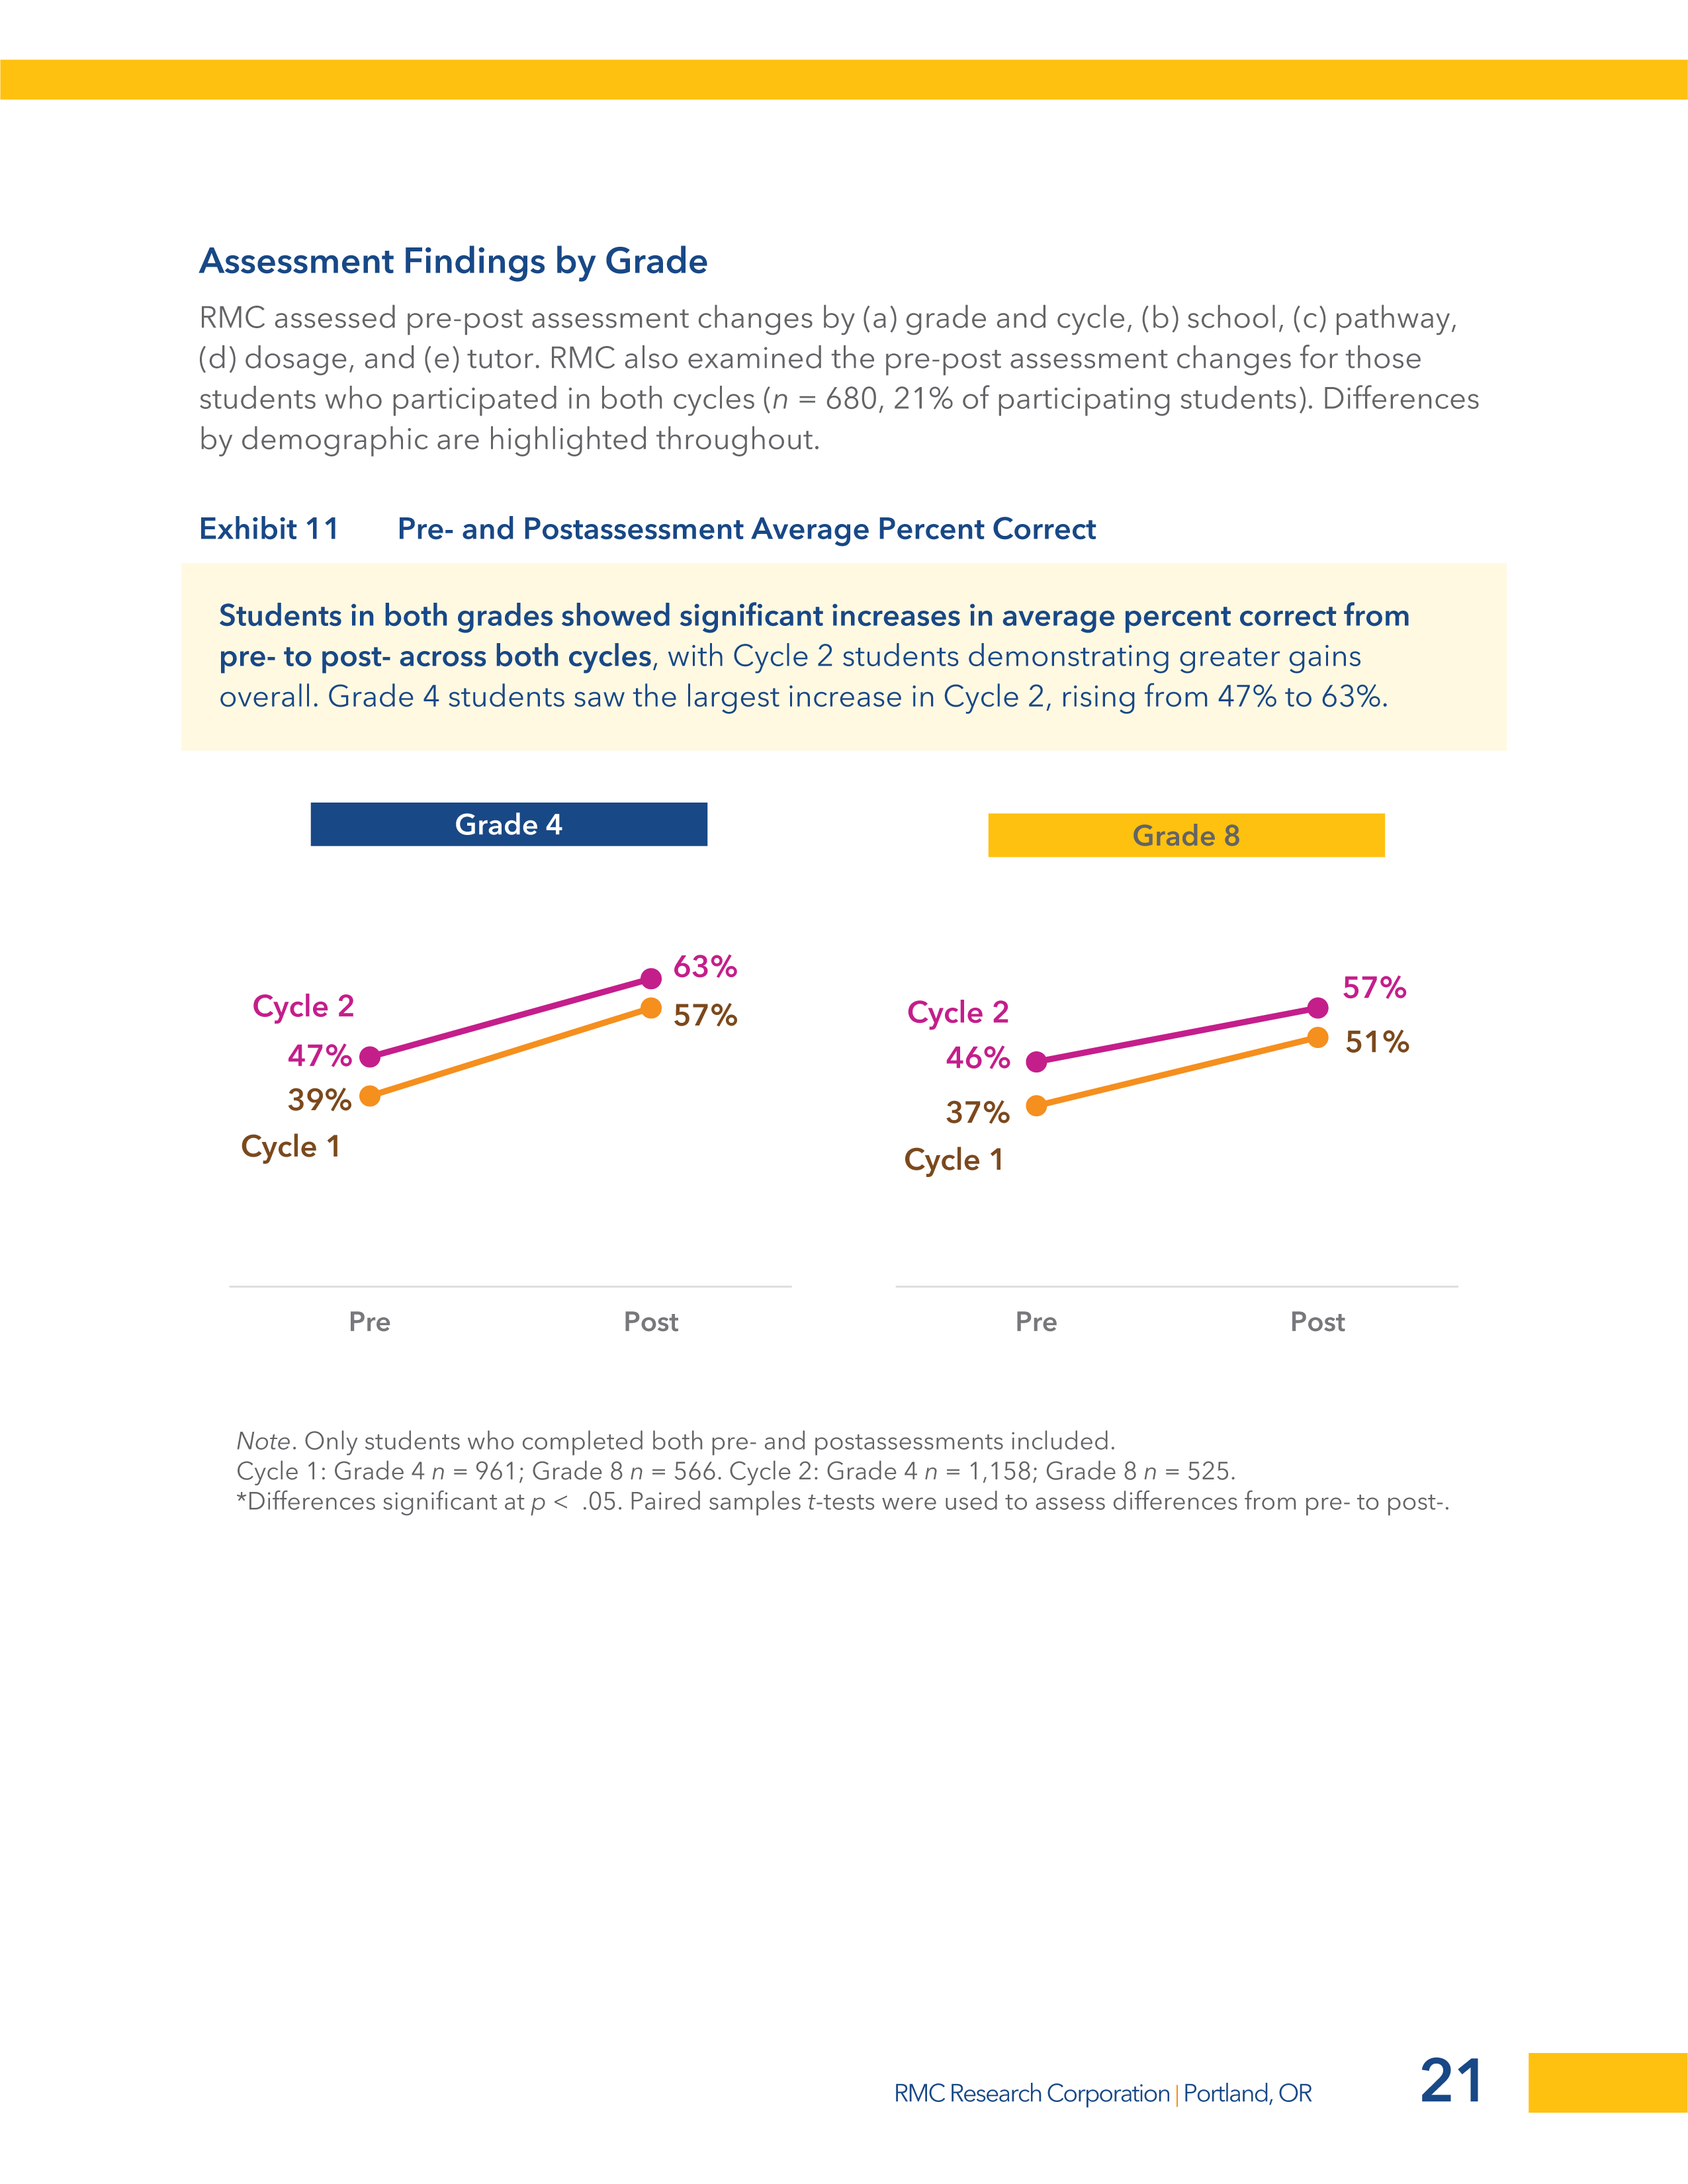 Assessment Findings by Grade
RMC assessed pre-post assessment changes by (a) grade and cycle, (b) school, (c) pathway,
(d) dosage, and (e) tutor. RMC also examined the pre-post assessment changes for those
students who participated in both cycles (n = 680, 21% of participating students). Differences
by demographic are highlighted throughout.
Exhibit 11 Pre- and Postassessment Average Percent Correct
Students in both grades showed significant increases in average percent correct from
pre- to post- across both cycles, with Cycle 2 students demonstrating greater gains
overall. Grade 4 students saw the largest increase in Cycle 2, rising from 47% to 63%.
Grade 4
Cycle 2
47%
63%
39%
57%
Cycle 1
Pre Post
Grade 8
Cycle 2
46%
57%
37%
51%
Cycle 1
Pre Post
Note. Only students who completed both pre- and postassessments included.
Cycle 1: Grade 4 n = 961; Grade 8 n = 566. Cycle 2: Grade 4 n = 1,158; Grade 8 n = 525.
*Differences significant at p < .05. Paired samples t-tests were used to assess differences from pre- to post-.
RMC Research Corporation | Portland, OR 21